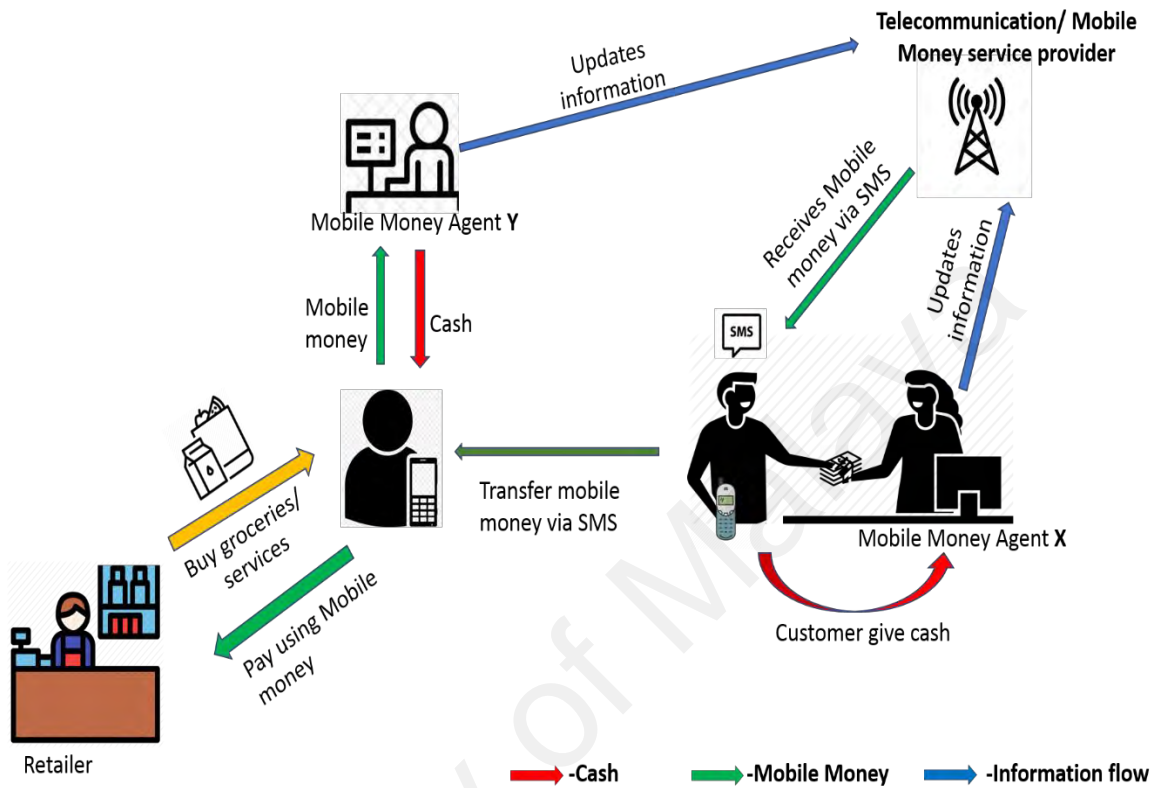 Telecommunication/ Mobile
Money service provider
Updates
information
Mobile Money Agent Y
Receives Mobile
money via SMS
Updates
information
Mobile
money
Cash
SMS
Transfer mobile
money via SMS
Mobile Money Agent X
Buy groceries/
services
Customer give cash
Pay using Mobile
money
Retailer
-Cash
-Mobile Money
-Information flow
y of Malaya